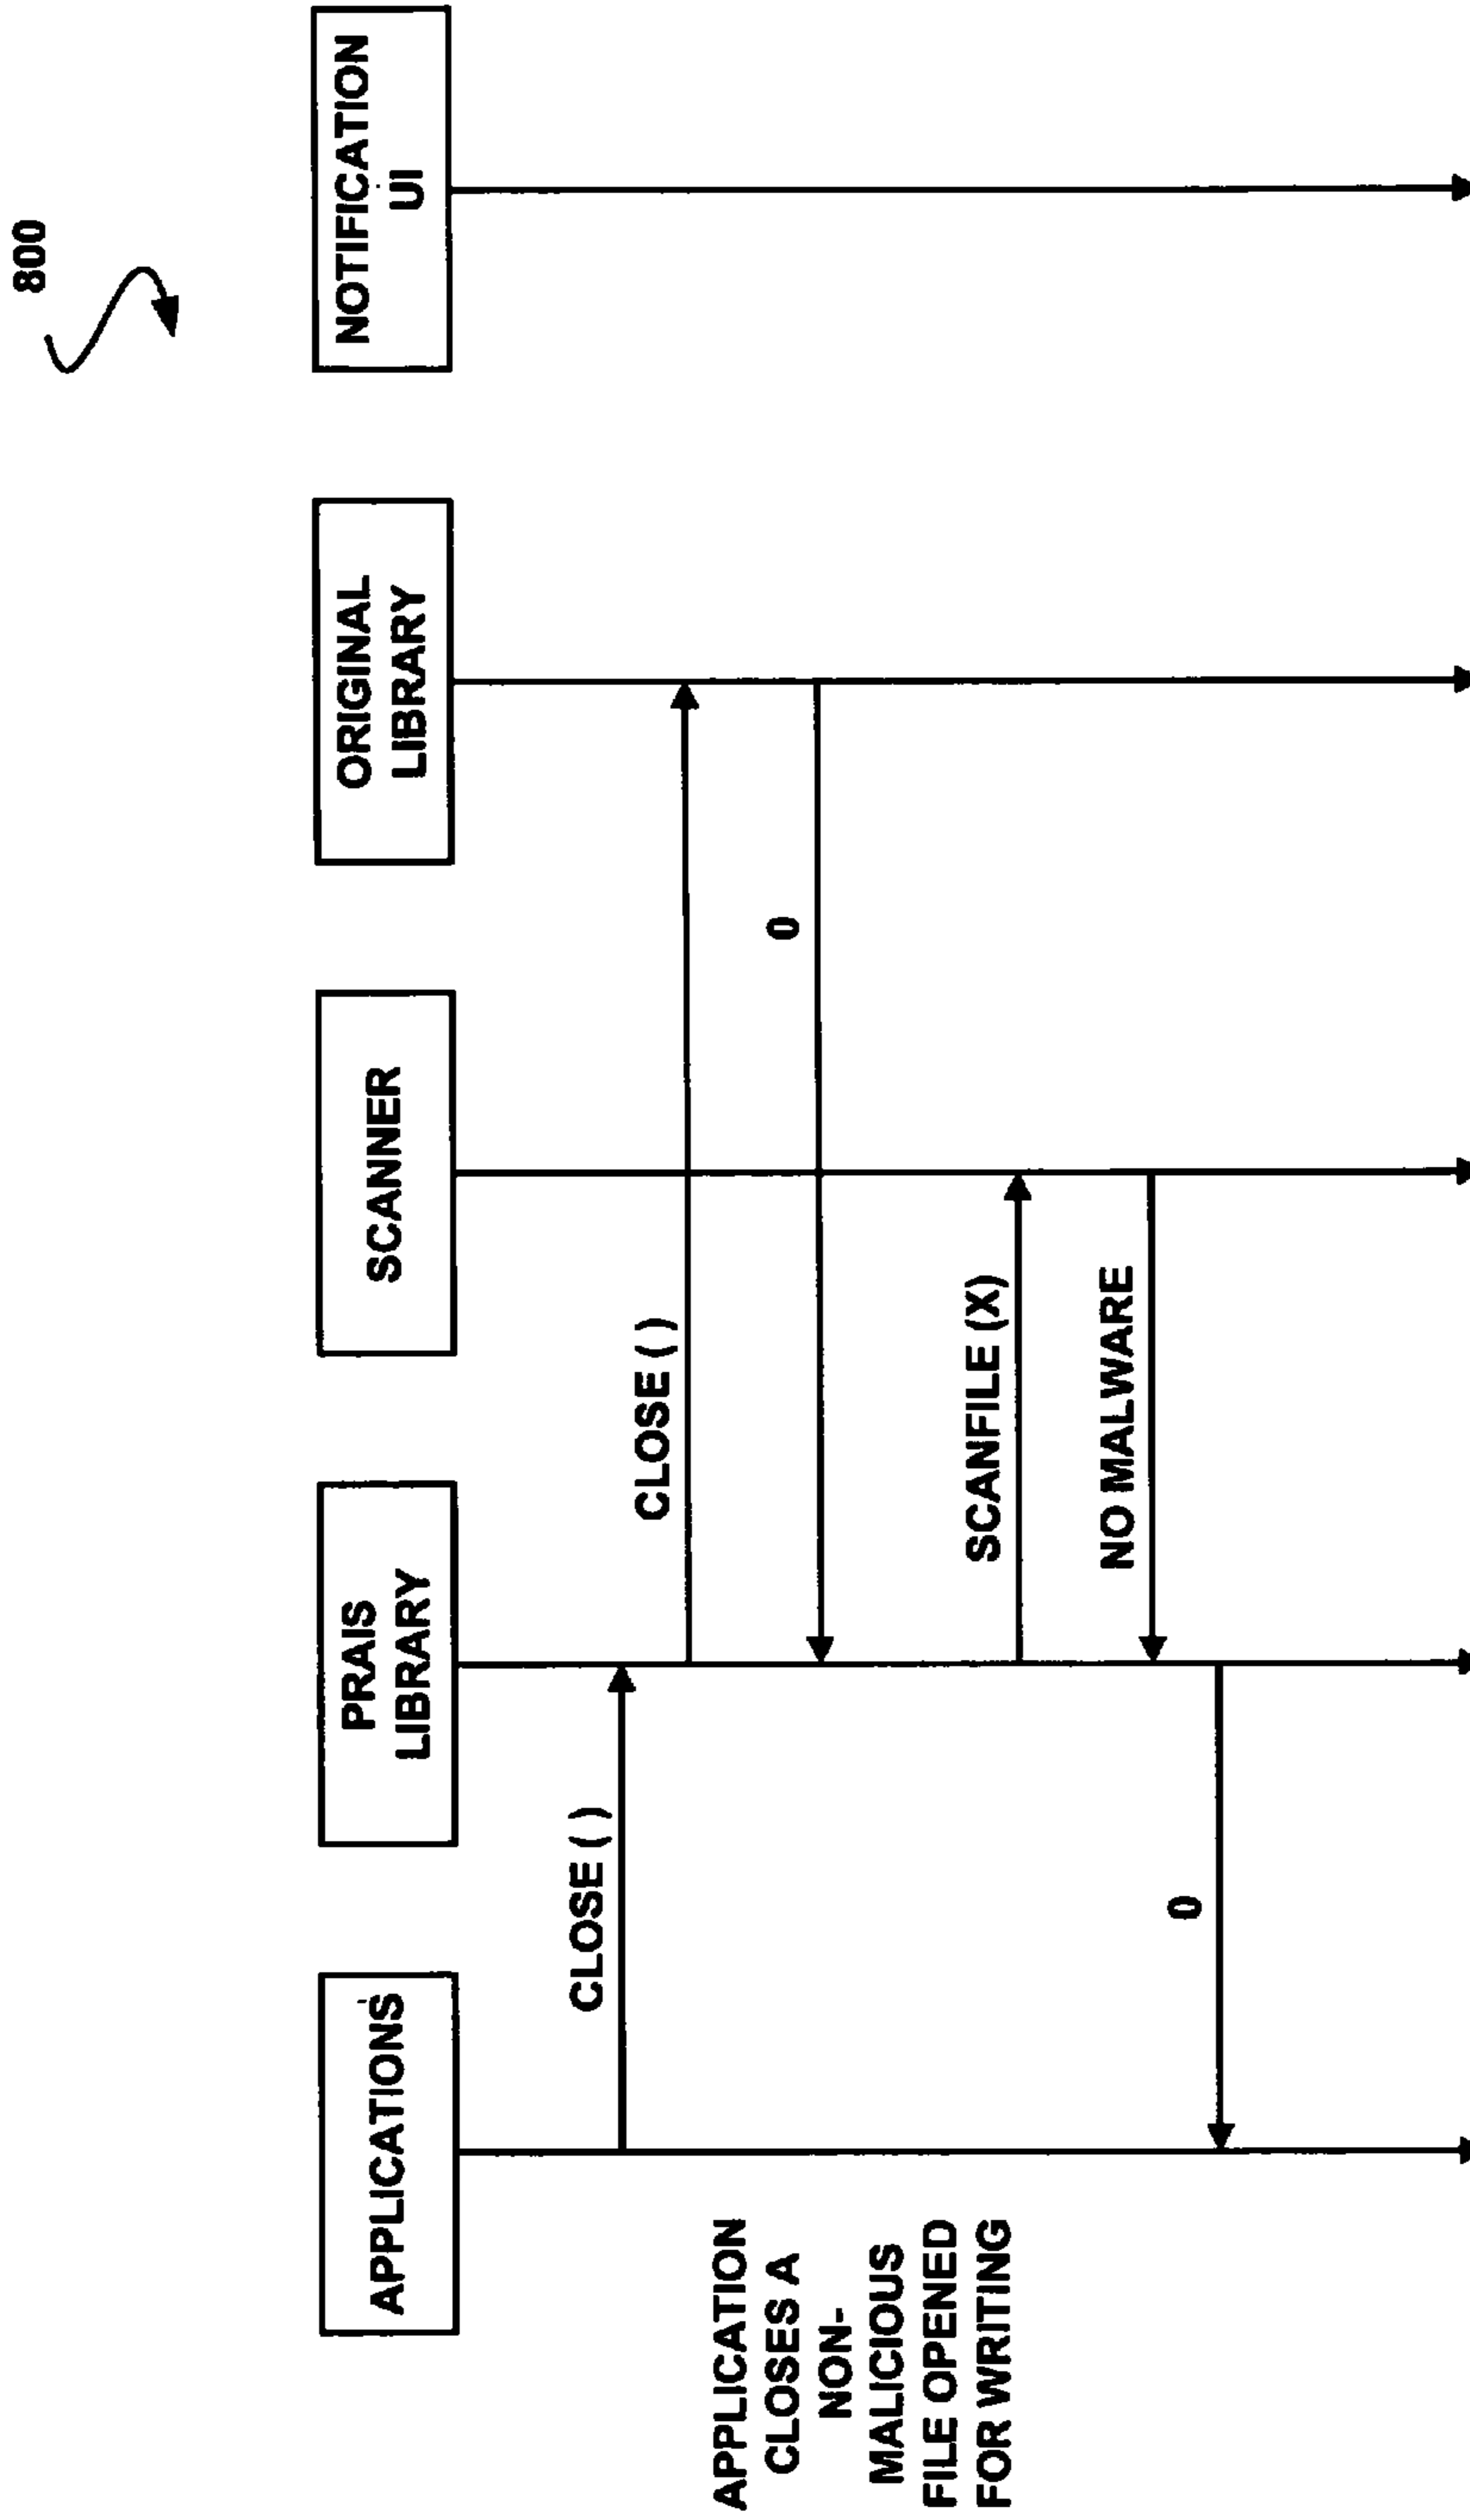 800
APPLICATIONS
PRAIS
LIBRARY
SCANNER
ORIGINAL
LIBRARY
NOTIFICATION
UI
CLOSE ( )
CLOSE ( )
APPLICATION
CLOSES A
NON-
MALICIOUS
FILE OPENED
FOR WRITING
0
SCANFILE (X)
NO MALWARE
0